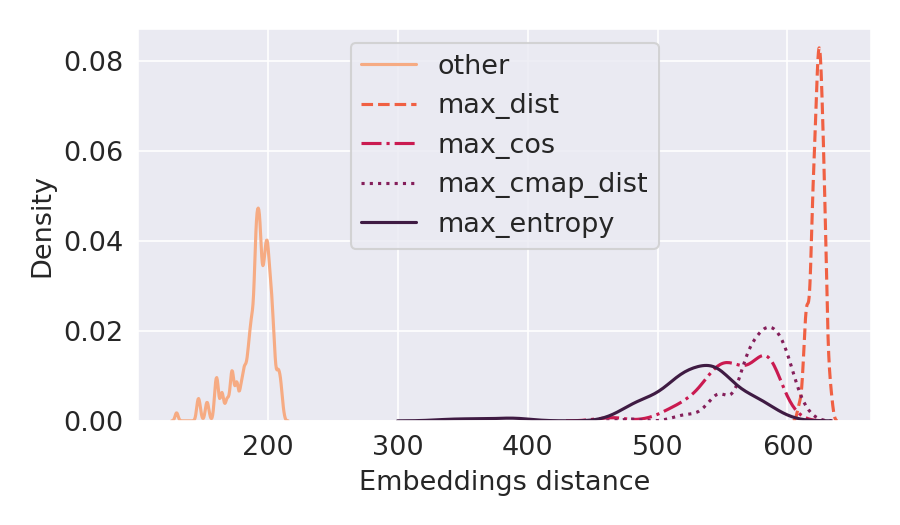 0.08
0.06
0.04
0.02
0.00
Density
other
max_dist
max_cos
max_cmap_dist
max_entropy
200 300 400 500 600
Embeddings distance